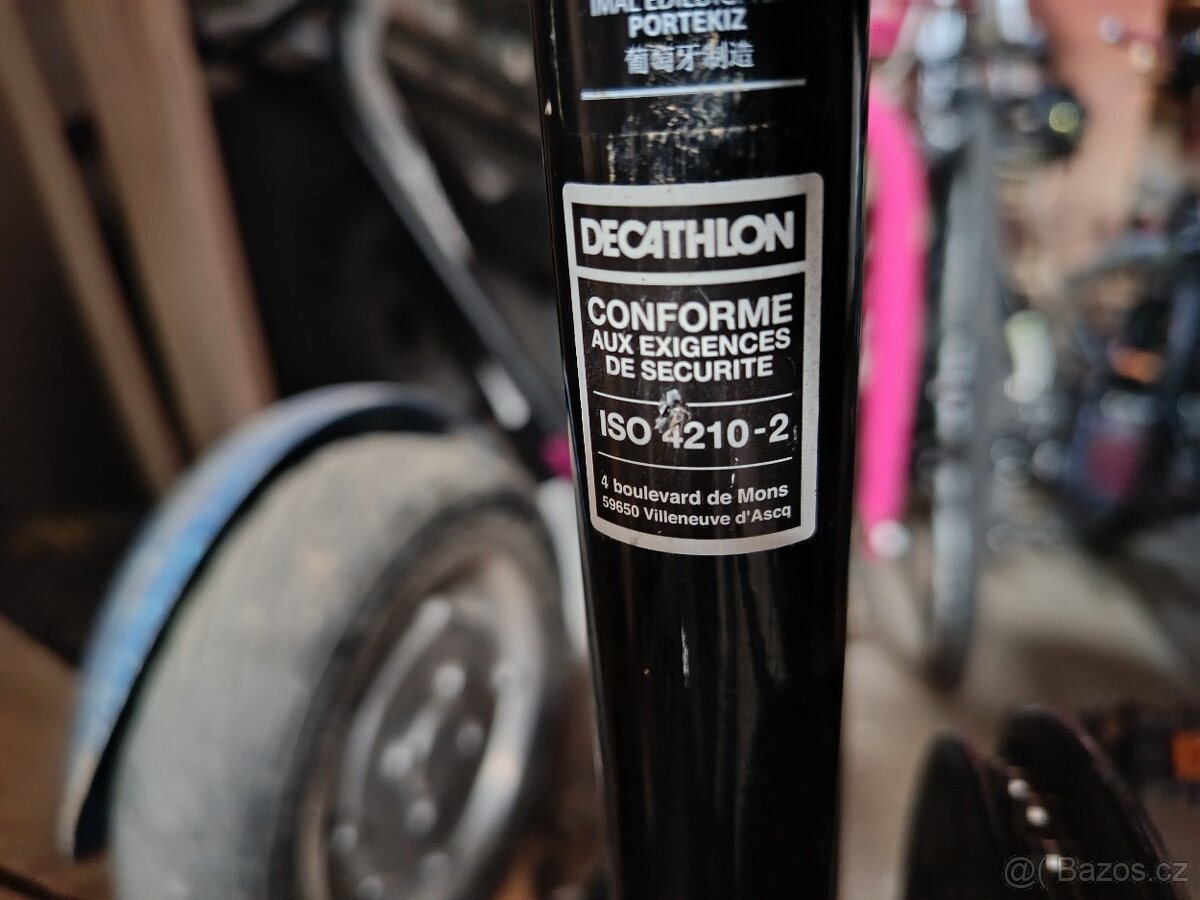 PORTEKIZ
葡萄牙制造
DECATHLON
CONFORME
AUX EXIGENCES
DE SECURITE
ISO 4210-2
4 boulevard de Mons
59650 Villeneuve d'Ascq
@( Bazos.cz